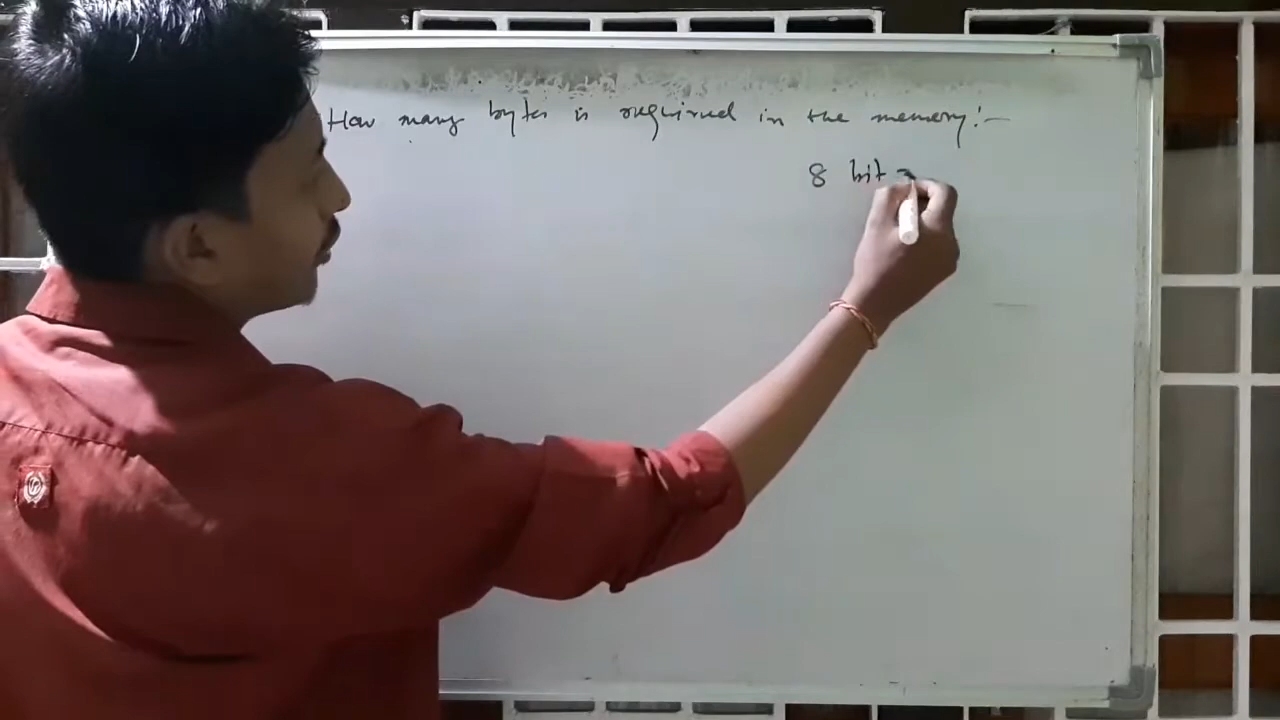 How many bytes is required in the memory:-
8 bit =